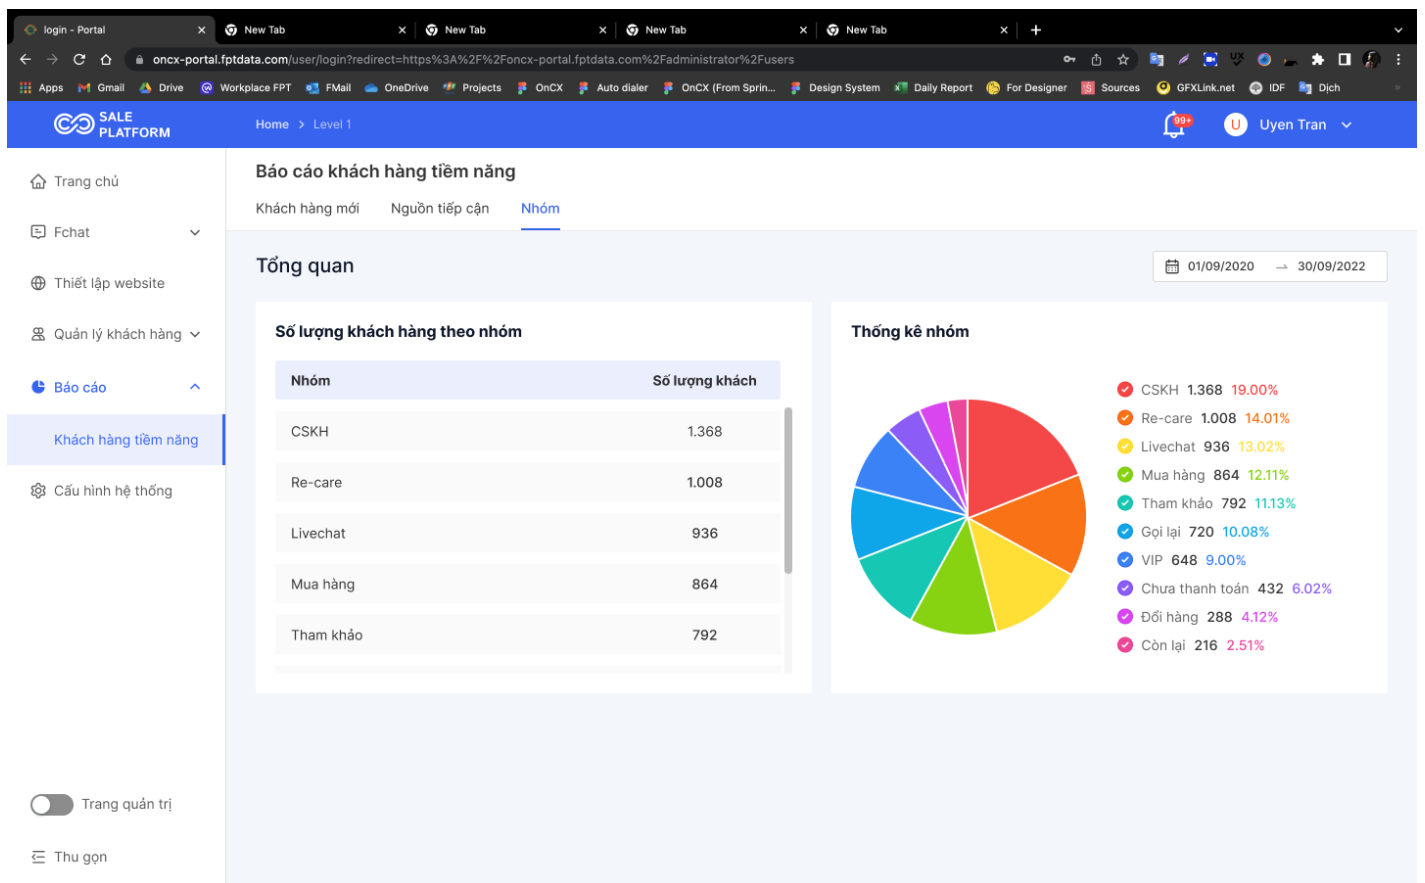 login - Portal
New Tab
New Tab
New Tab
New Tab
oncx-portal.fptdata.com/user/login?redirect=https%3A%2F%2Foncx-portal.fptdata.com%2Fadministrator%2Fusers
Apps Gmail Drive Workplace FPT FMail OneDrive Projects OnCX Auto dialer OnCX (From Sprin... Design System Daily Report For Designer Sources GFXLink.net IDF Dịch
SALE
PLATFORM
Home > Level 1
99+
U Uyen Tran
Trang chủ
Fchat
Thiết lập website
Quản lý khách hàng
Báo cáo
Khách hàng tiềm năng
Cấu hình hệ thống
Trang quản trị
Thu gọn
Báo cáo khách hàng tiềm năng
Khách hàng mới Nguồn tiếp cận Nhóm
Tổng quan
01/09/2020 → 30/09/2022
Số lượng khách hàng theo nhóm
Nhóm Số lượng khách
CSKH 1.368
Re-care 1.008
Livechat 936
Mua hàng 864
Tham khảo 792
Thống kê nhóm
CSKH 1.368 19.00%
Re-care 1.008 14.01%
Livechat 936 13.02%
Mua hàng 864 12.11%
Tham khảo 792 11.13%
Gọi lại 720 10.08%
VIP 648 9.00%
Chưa thanh toán 432 6.02%
Đổi hàng 288 4.12%
Còn lại 216 2.51%